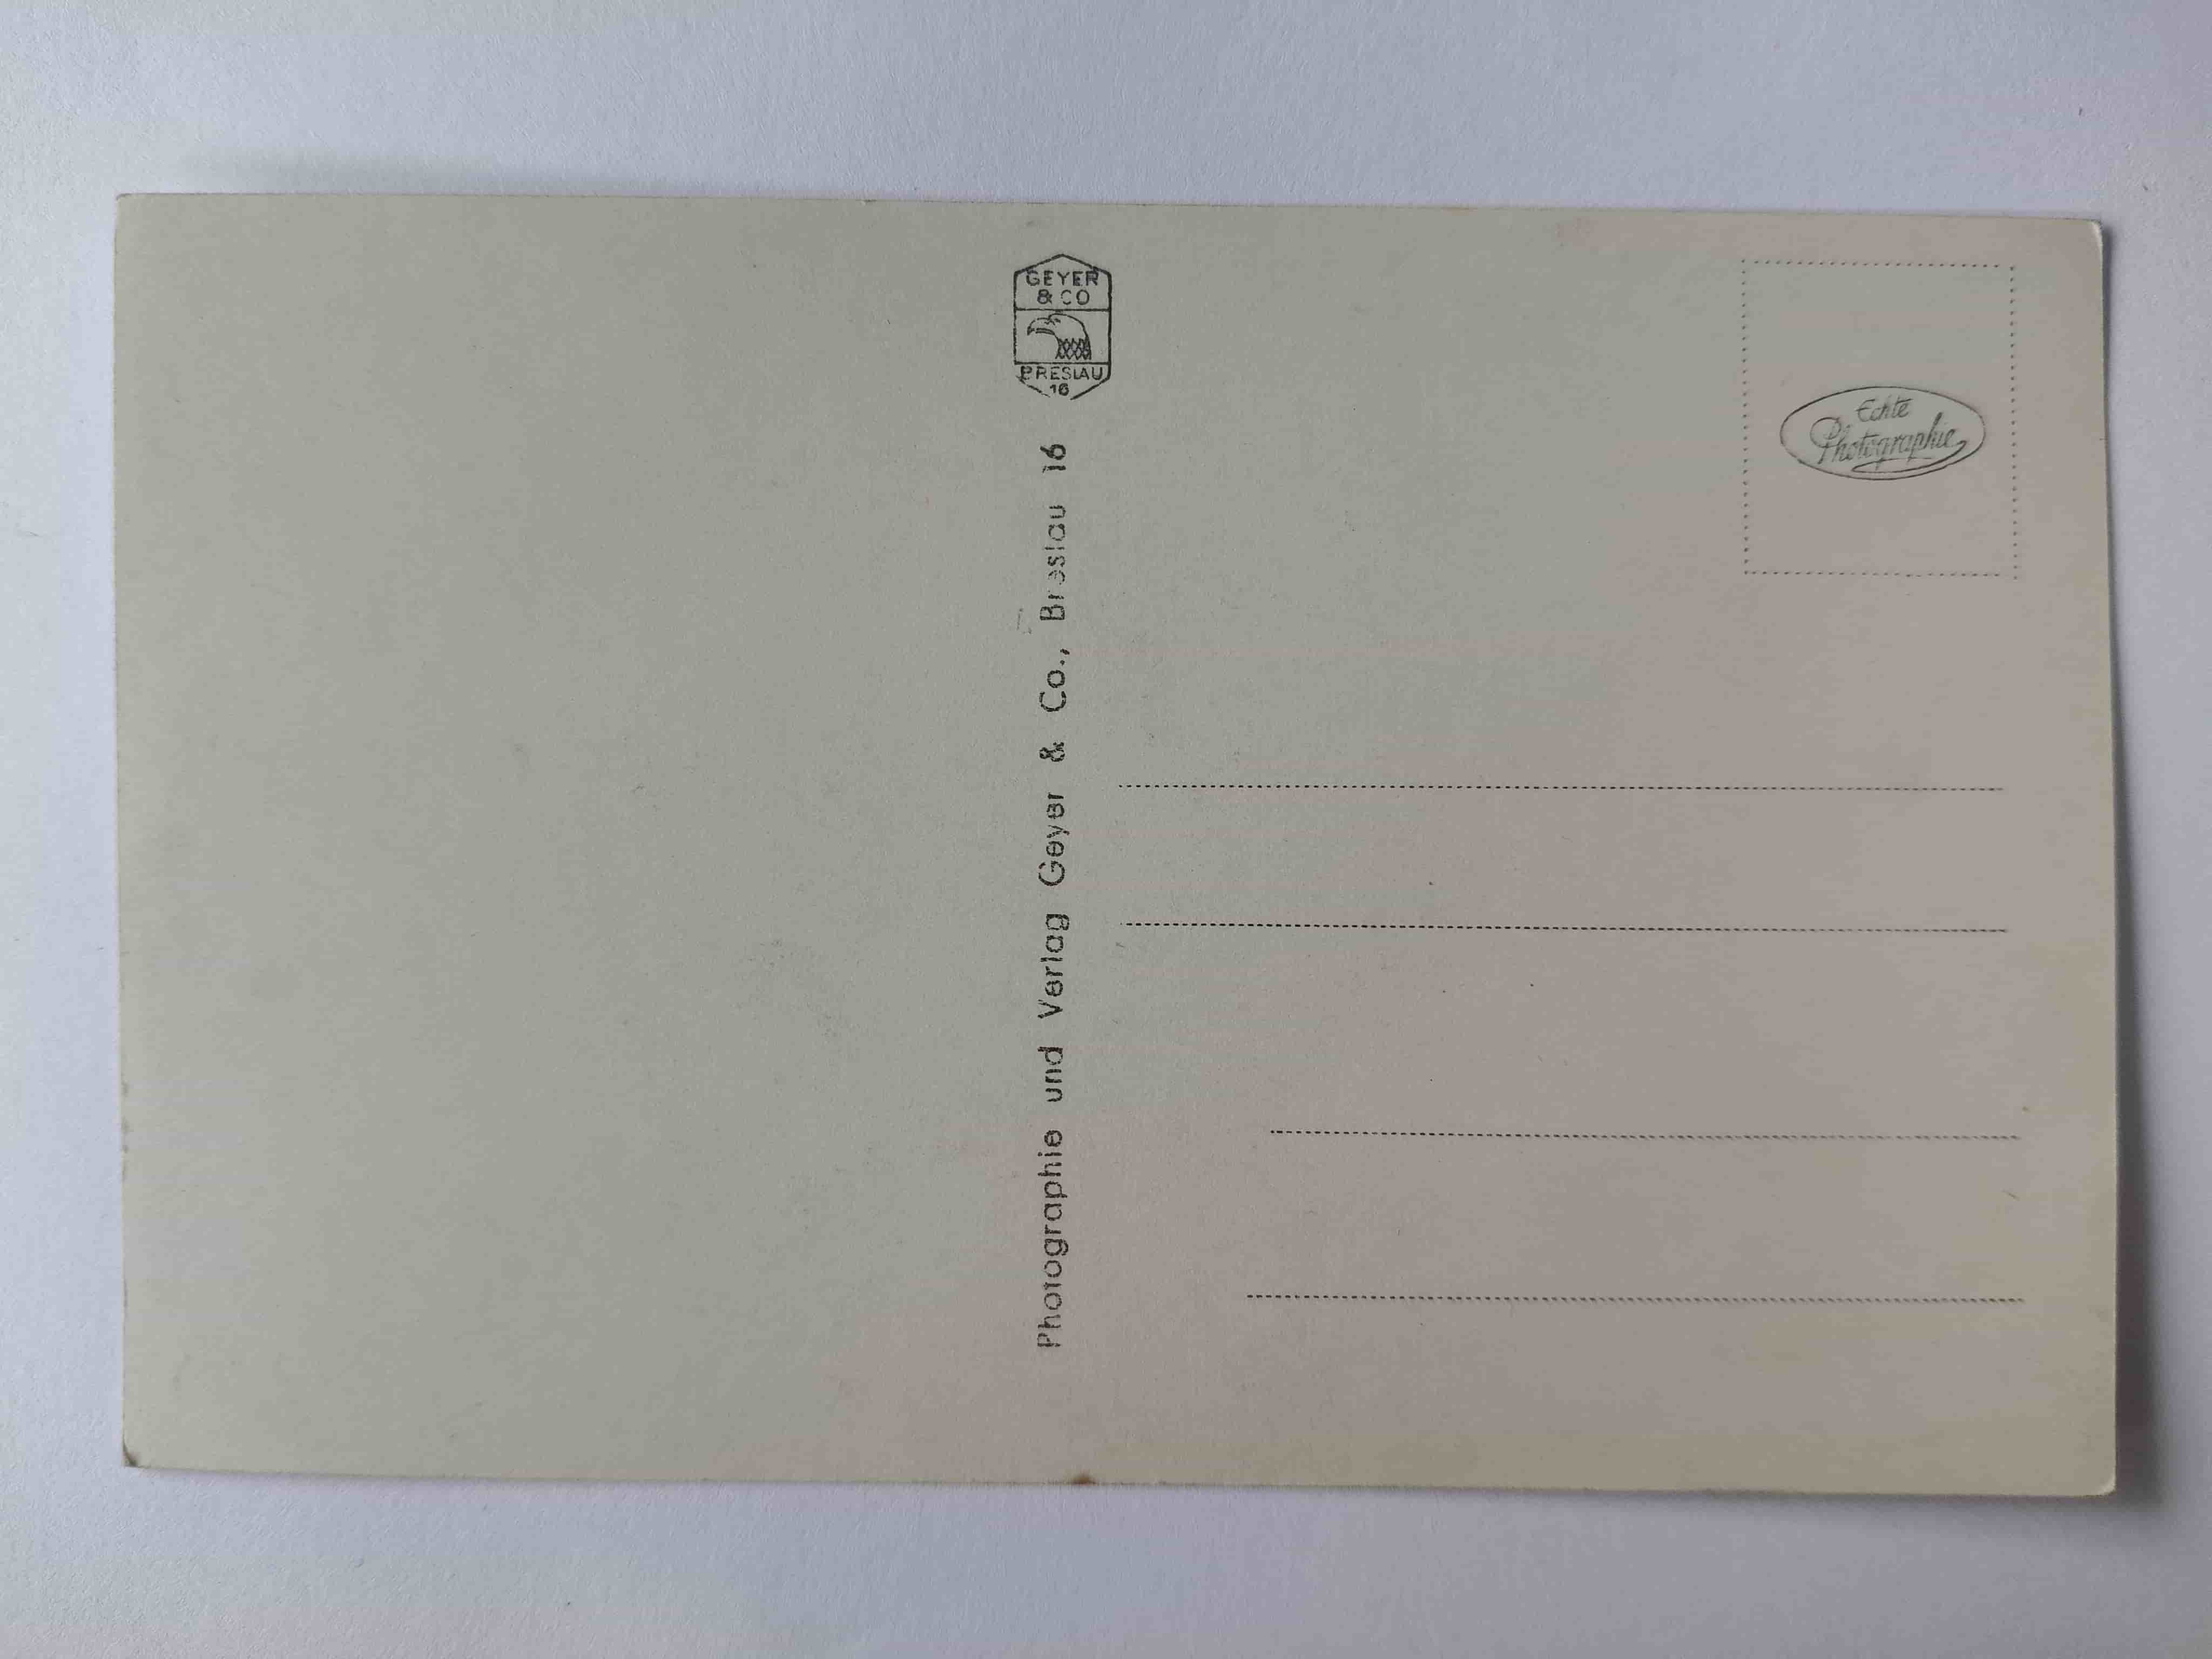 GEYER
& CO
BRESLAU
16
Photographie und Verlag Geyer & Co., Breslau 16
Echte
Photographie